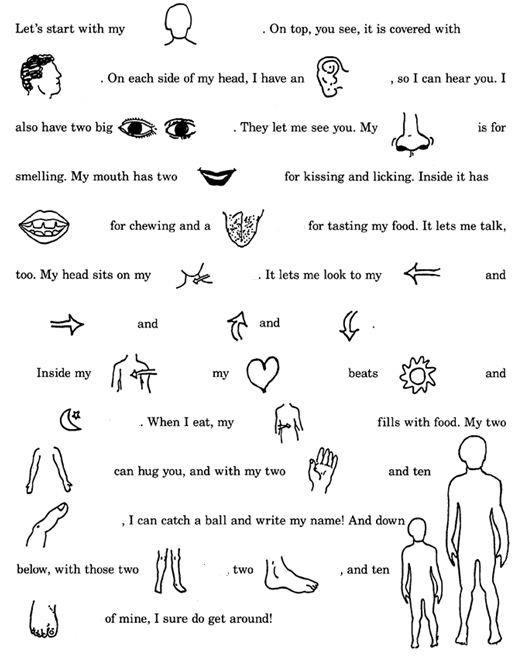 Let's start with my . On top, you see, it is covered with
. On each side of my head, I have an , so I can hear you. I
also have two big . They let me see you. My is for
smelling. My mouth has two for kissing and licking. Inside it has
for chewing and a for tasting my food. It lets me talk,
too. My head sits on my . It lets me look to my and
and and .
Inside my my beats and
. When I eat, my fills with food. My two
can hug you, and with my two and ten
, I can catch a ball and write my name! And down
below, with those two , two , and ten
of mine, I sure do get around!